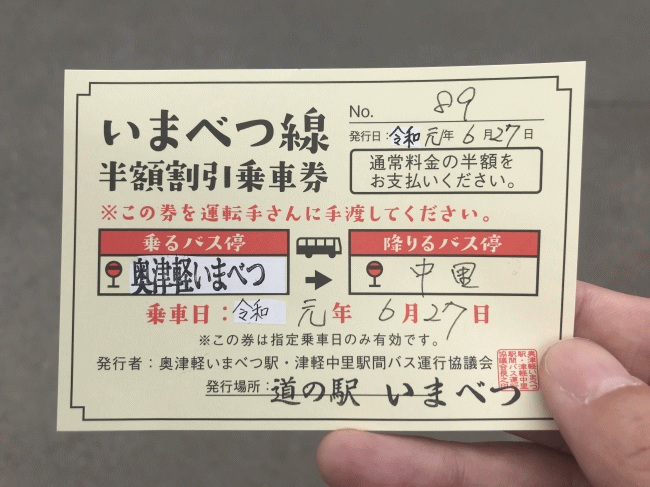 No. 89
いまべつ線
発行日：令和元年6月27日
半額割引乗車券
通常料金の半額を
お支払いください。
※この券を運転手さんに手渡してください。
乗るバス停
降りるバス停
奥津軽いまべつ
中里
乗車日：令和元年6月27日
※この券は指定乗車日のみ有効です。
発行者：奥津軽いまべつ駅・津軽中里駅間バス運行協議会
発行場所：道の駅 いまべつ